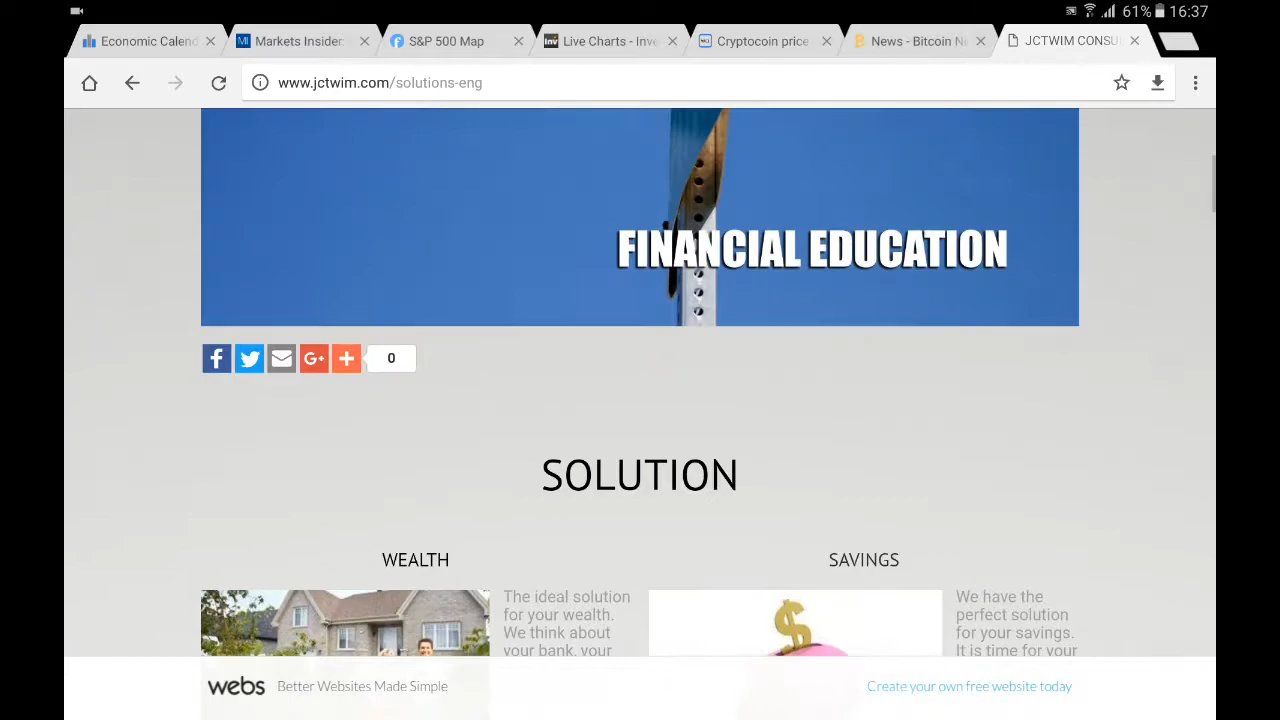 61% 16:37
Economic Calend
MI Markets Insider:
S&P 500 Map
Inv Live Charts - Inve
Cryptocoin price
News - Bitcoin Ne
JCTWIM CONSU
www.jctwim.com/solutions-eng
FINANCIAL EDUCATION
0
SOLUTION
WEALTH
SAVINGS
The ideal solution
for your wealth.
We think about
your bank, your
We have the
perfect solution
for your savings.
It is time for your
webs Better Websites Made Simple
Create your own free website today